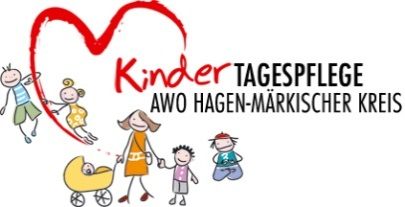 Kinder TAGESPFLEGE
AWO HAGEN-MÄRKISCHER KREIS